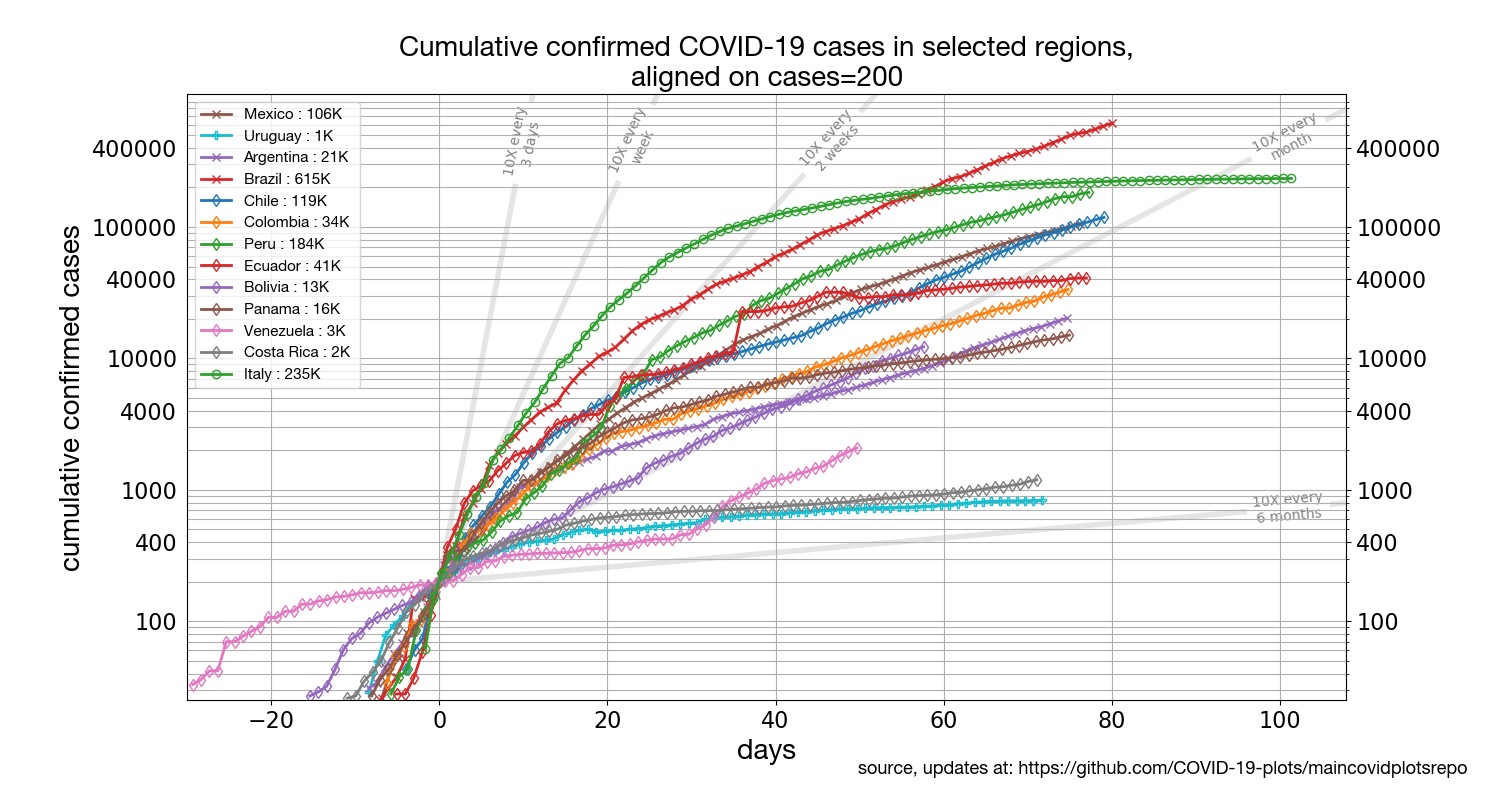 Cumulative confirmed COVID-19 cases in selected regions,
aligned on cases=200
Mexico : 106K
Uruguay : 1K
Argentina : 21K
Brazil : 615K
Chile : 119K
Colombia : 34K
Peru : 184K
Ecuador : 41K
Bolivia : 13K
Panama : 16K
Venezuela : 3K
Costa Rica : 2K
Italy : 235K
10X every
3 days
10X every
week
10X every
2 weeks
10X every
month
10X every
6 months
cumulative confirmed cases
400000
100000
40000
10000
4000
1000
400
100
400000
100000
40000
10000
4000
1000
400
100
−20
0
20
40
60
80
100
days
source, updates at: https://github.com/COVID-19-plots/maincovidplotsrepo